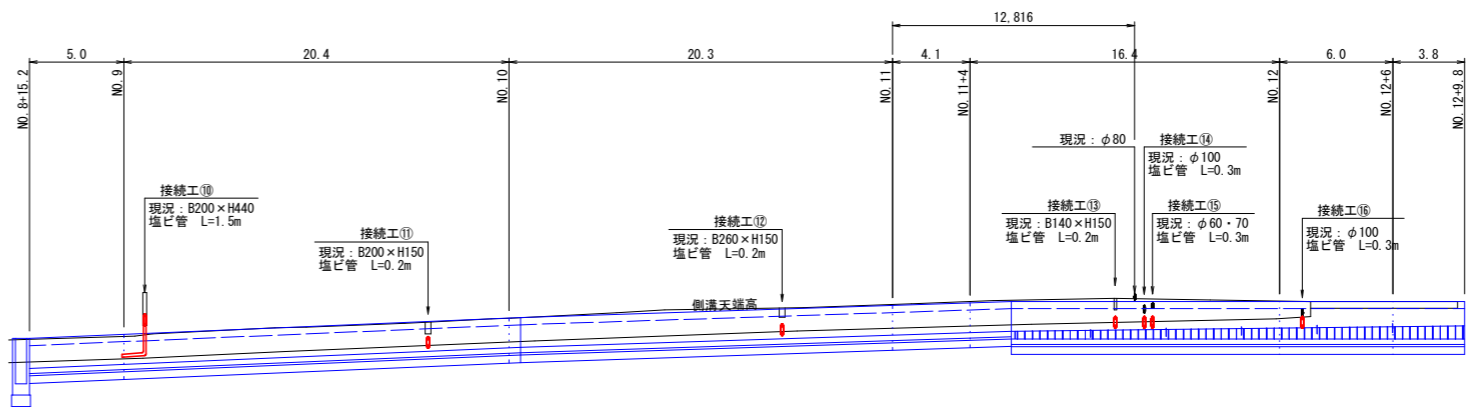 12,816
5.0
20.4
20.3
4.1
16.4
6.0
3.8
NO.8+15.2
NO.9
NO.10
NO.11
NO.11+4
NO.12
NO.12+6
NO.12+9.8
現況：φ80
接続工⑭
現況：φ100
塩ビ管 L=0.3m
接続工⑩
現況：B200×H440
塩ビ管 L=1.5m
接続工⑪
現況：B200×H150
塩ビ管 L=0.2m
接続工⑫
現況：B260×H150
塩ビ管 L=0.2m
接続工⑬
現況：B140×H150
塩ビ管 L=0.2m
接続工⑮
現況：φ60・70
塩ビ管 L=0.3m
接続工⑯
現況：φ100
塩ビ管 L=0.3m
側溝天端高